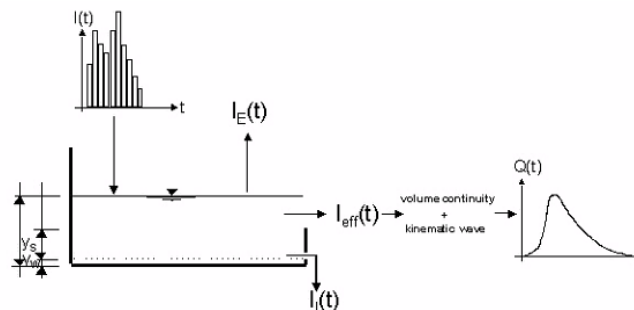 I(t)
t
I_E(t)
Q(t)
I_eff(t)
volume continuity
+
kinematic wave
y_s
y_w
I_I(t)